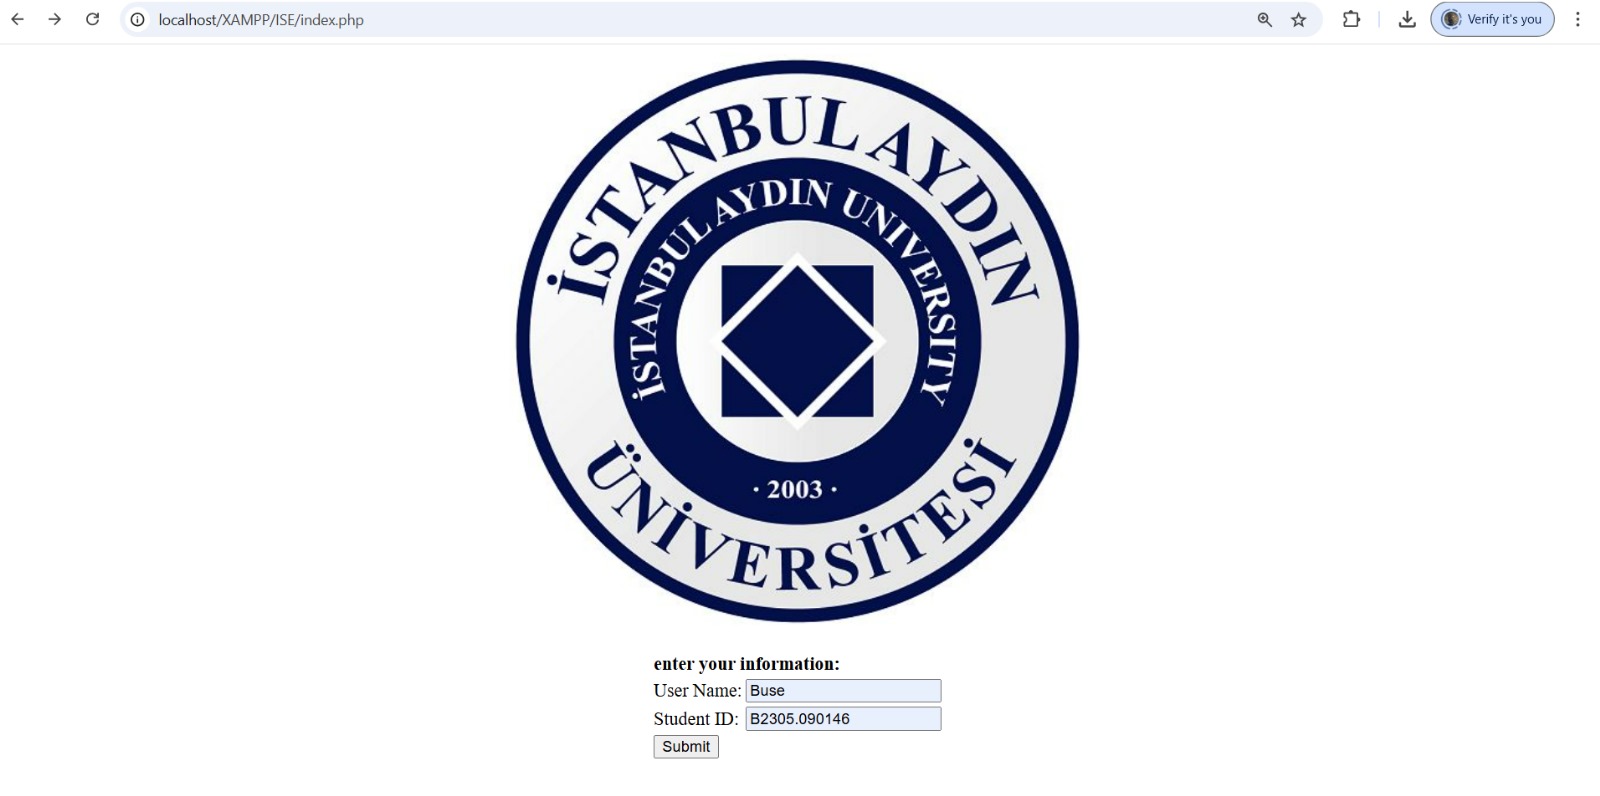 localhost/XAMPP/ISE/index.php
Verify it's you
İSTANBUL AYDIN
ÜNİVERSİTESİ
İSTANBUL AYDIN UNIVERSITY
· 2003 ·
enter your information:
User Name: Buse
Student ID: B2305.090146
Submit